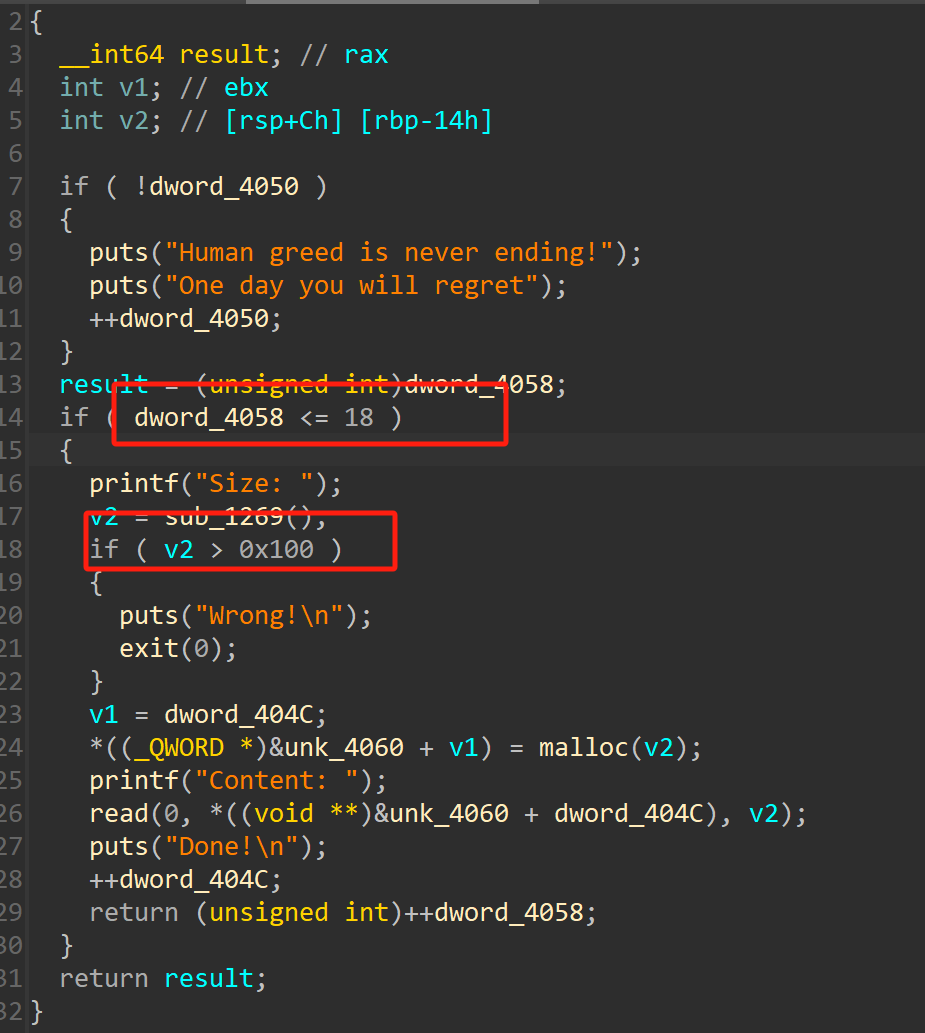 2 {
3   __int64 result; // rax
4   int v1; // ebx
5   int v2; // [rsp+Ch] [rbp-14h]
6
7   if ( !dword_4050 )
8   {
9     puts("Human greed is never ending!");
10     puts("One day you will regret");
11     ++dword_4050;
12   }
13   result = (unsigned int)dword_4058;
14   if ( dword_4058 <= 18 )
15   {
16     printf("Size: ");
17     v2 = sub_1269();
18     if ( v2 > 0x100 )
19     {
20       puts("Wrong!\n");
21       exit(0);
22     }
23     v1 = dword_404C;
24     *((_QWORD *)&unk_4060 + v1) = malloc(v2);
25     printf("Content: ");
26     read(0, *((void **)&unk_4060 + dword_404C), v2);
27     puts("Done!\n");
28     ++dword_404C;
29     return (unsigned int)++dword_4058;
30   }
31   return result;
32 }